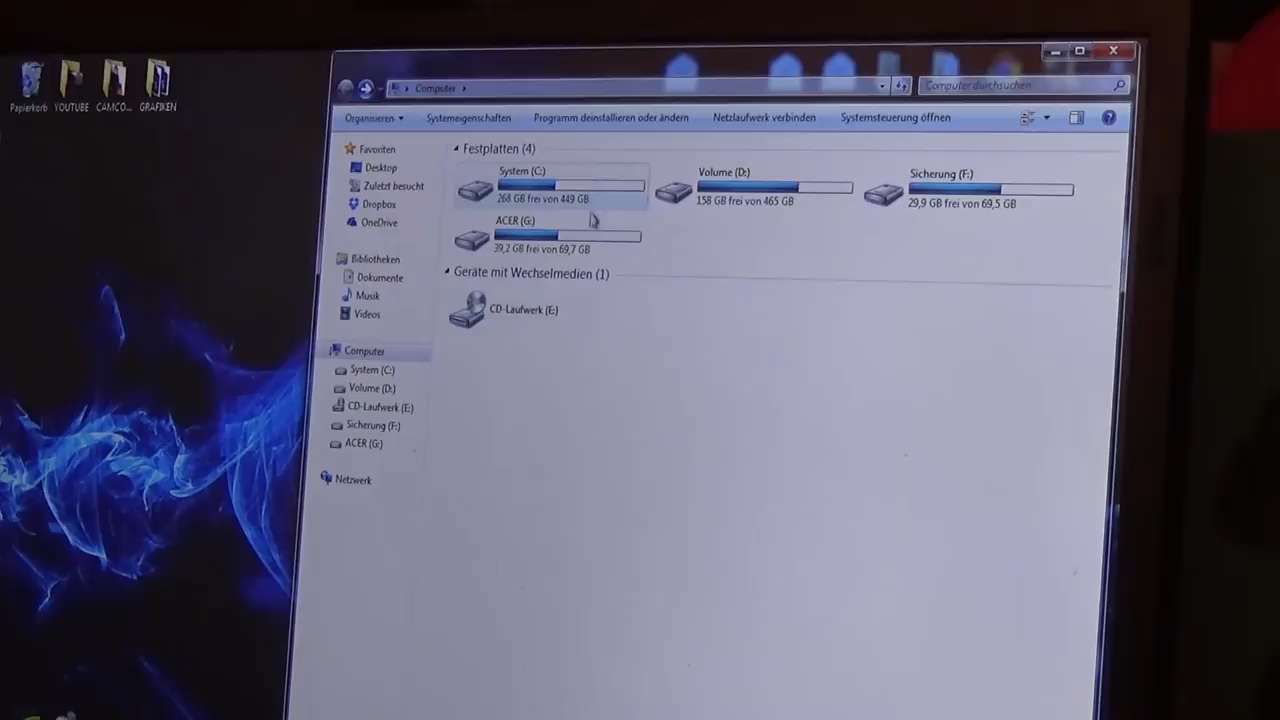 Papierkorb
YOUTUBE
CAMCO...
GRAFIKEN
Computer
Computer durchsuchen
Organisieren
Systemeigenschaften
Programm deinstallieren oder ändern
Netzlaufwerk verbinden
Systemsteuerung öffnen
Favoriten
Desktop
Zuletzt besucht
Dropbox
OneDrive
Bibliotheken
Dokumente
Musik
Videos
Computer
System (C:)
Volume (D:)
CD-Laufwerk (E:)
Sicherung (F:)
ACER (G:)
Netzwerk
Festplatten (4)
System (C:)
268 GB frei von 449 GB
Volume (D:)
158 GB frei von 465 GB
Sicherung (F:)
29,9 GB frei von 69,5 GB
ACER (G:)
39,2 GB frei von 69,7 GB
Geräte mit Wechselmedien (1)
CD-Laufwerk (E:)